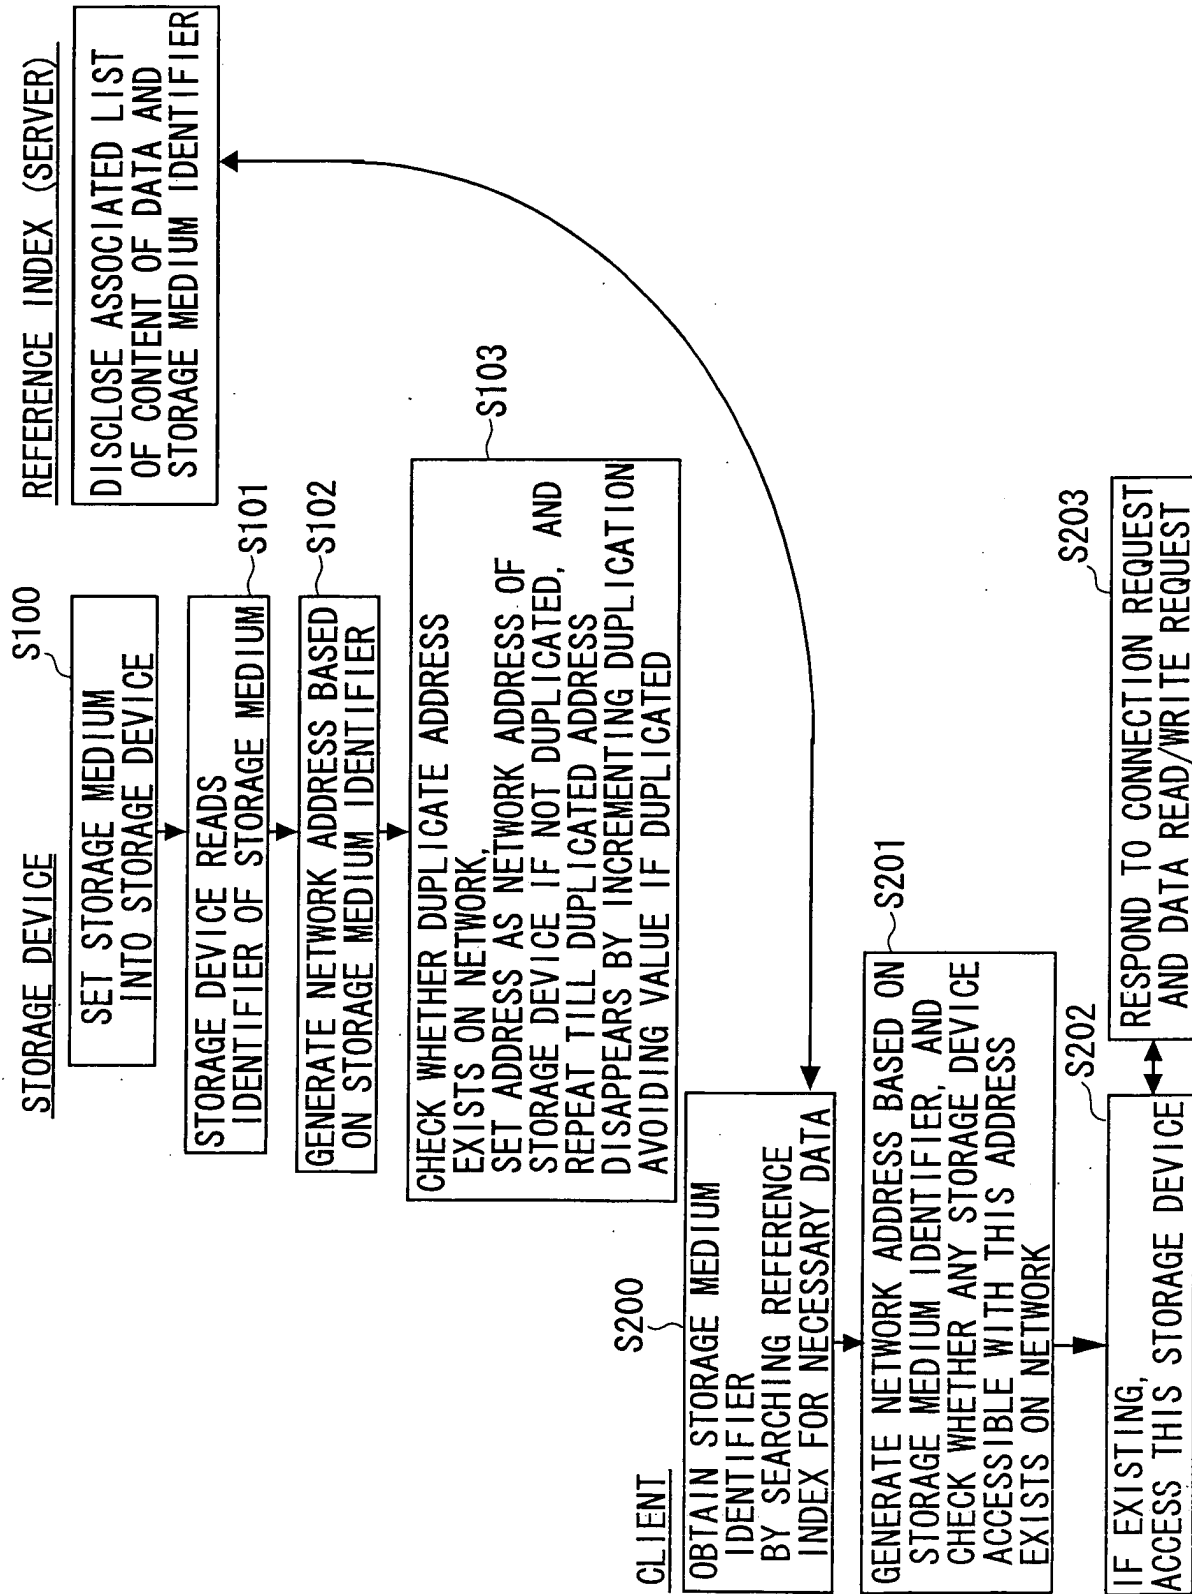 STORAGE DEVICE
S100
SET STORAGE MEDIUM
INTO STORAGE DEVICE
S101
STORAGE DEVICE READS
IDENTIFIER OF STORAGE MEDIUM
S102
GENERATE NETWORK ADDRESS BASED
ON STORAGE MEDIUM IDENTIFIER
S103
CHECK WHETHER DUPLICATE ADDRESS
EXISTS ON NETWORK,
SET ADDRESS AS NETWORK ADDRESS OF
STORAGE DEVICE IF NOT DUPLICATED, AND
REPEAT TILL DUPLICATED ADDRESS
DISAPPEARS BY INCREMENTING DUPLICATION
AVOIDING VALUE IF DUPLICATED
REFERENCE INDEX (SERVER)
DISCLOSE ASSOCIATED LIST
OF CONTENT OF DATA AND
STORAGE MEDIUM IDENTIFIER
CLIENT
S200
OBTAIN STORAGE MEDIUM
IDENTIFIER
BY SEARCHING REFERENCE
INDEX FOR NECESSARY DATA
S201
GENERATE NETWORK ADDRESS BASED ON
STORAGE MEDIUM IDENTIFIER, AND
CHECK WHETHER ANY STORAGE DEVICE
ACCESSIBLE WITH THIS ADDRESS
EXISTS ON NETWORK
S202
IF EXISTING,
ACCESS THIS STORAGE DEVICE
S203
RESPOND TO CONNECTION REQUEST
AND DATA READ/WRITE REQUEST